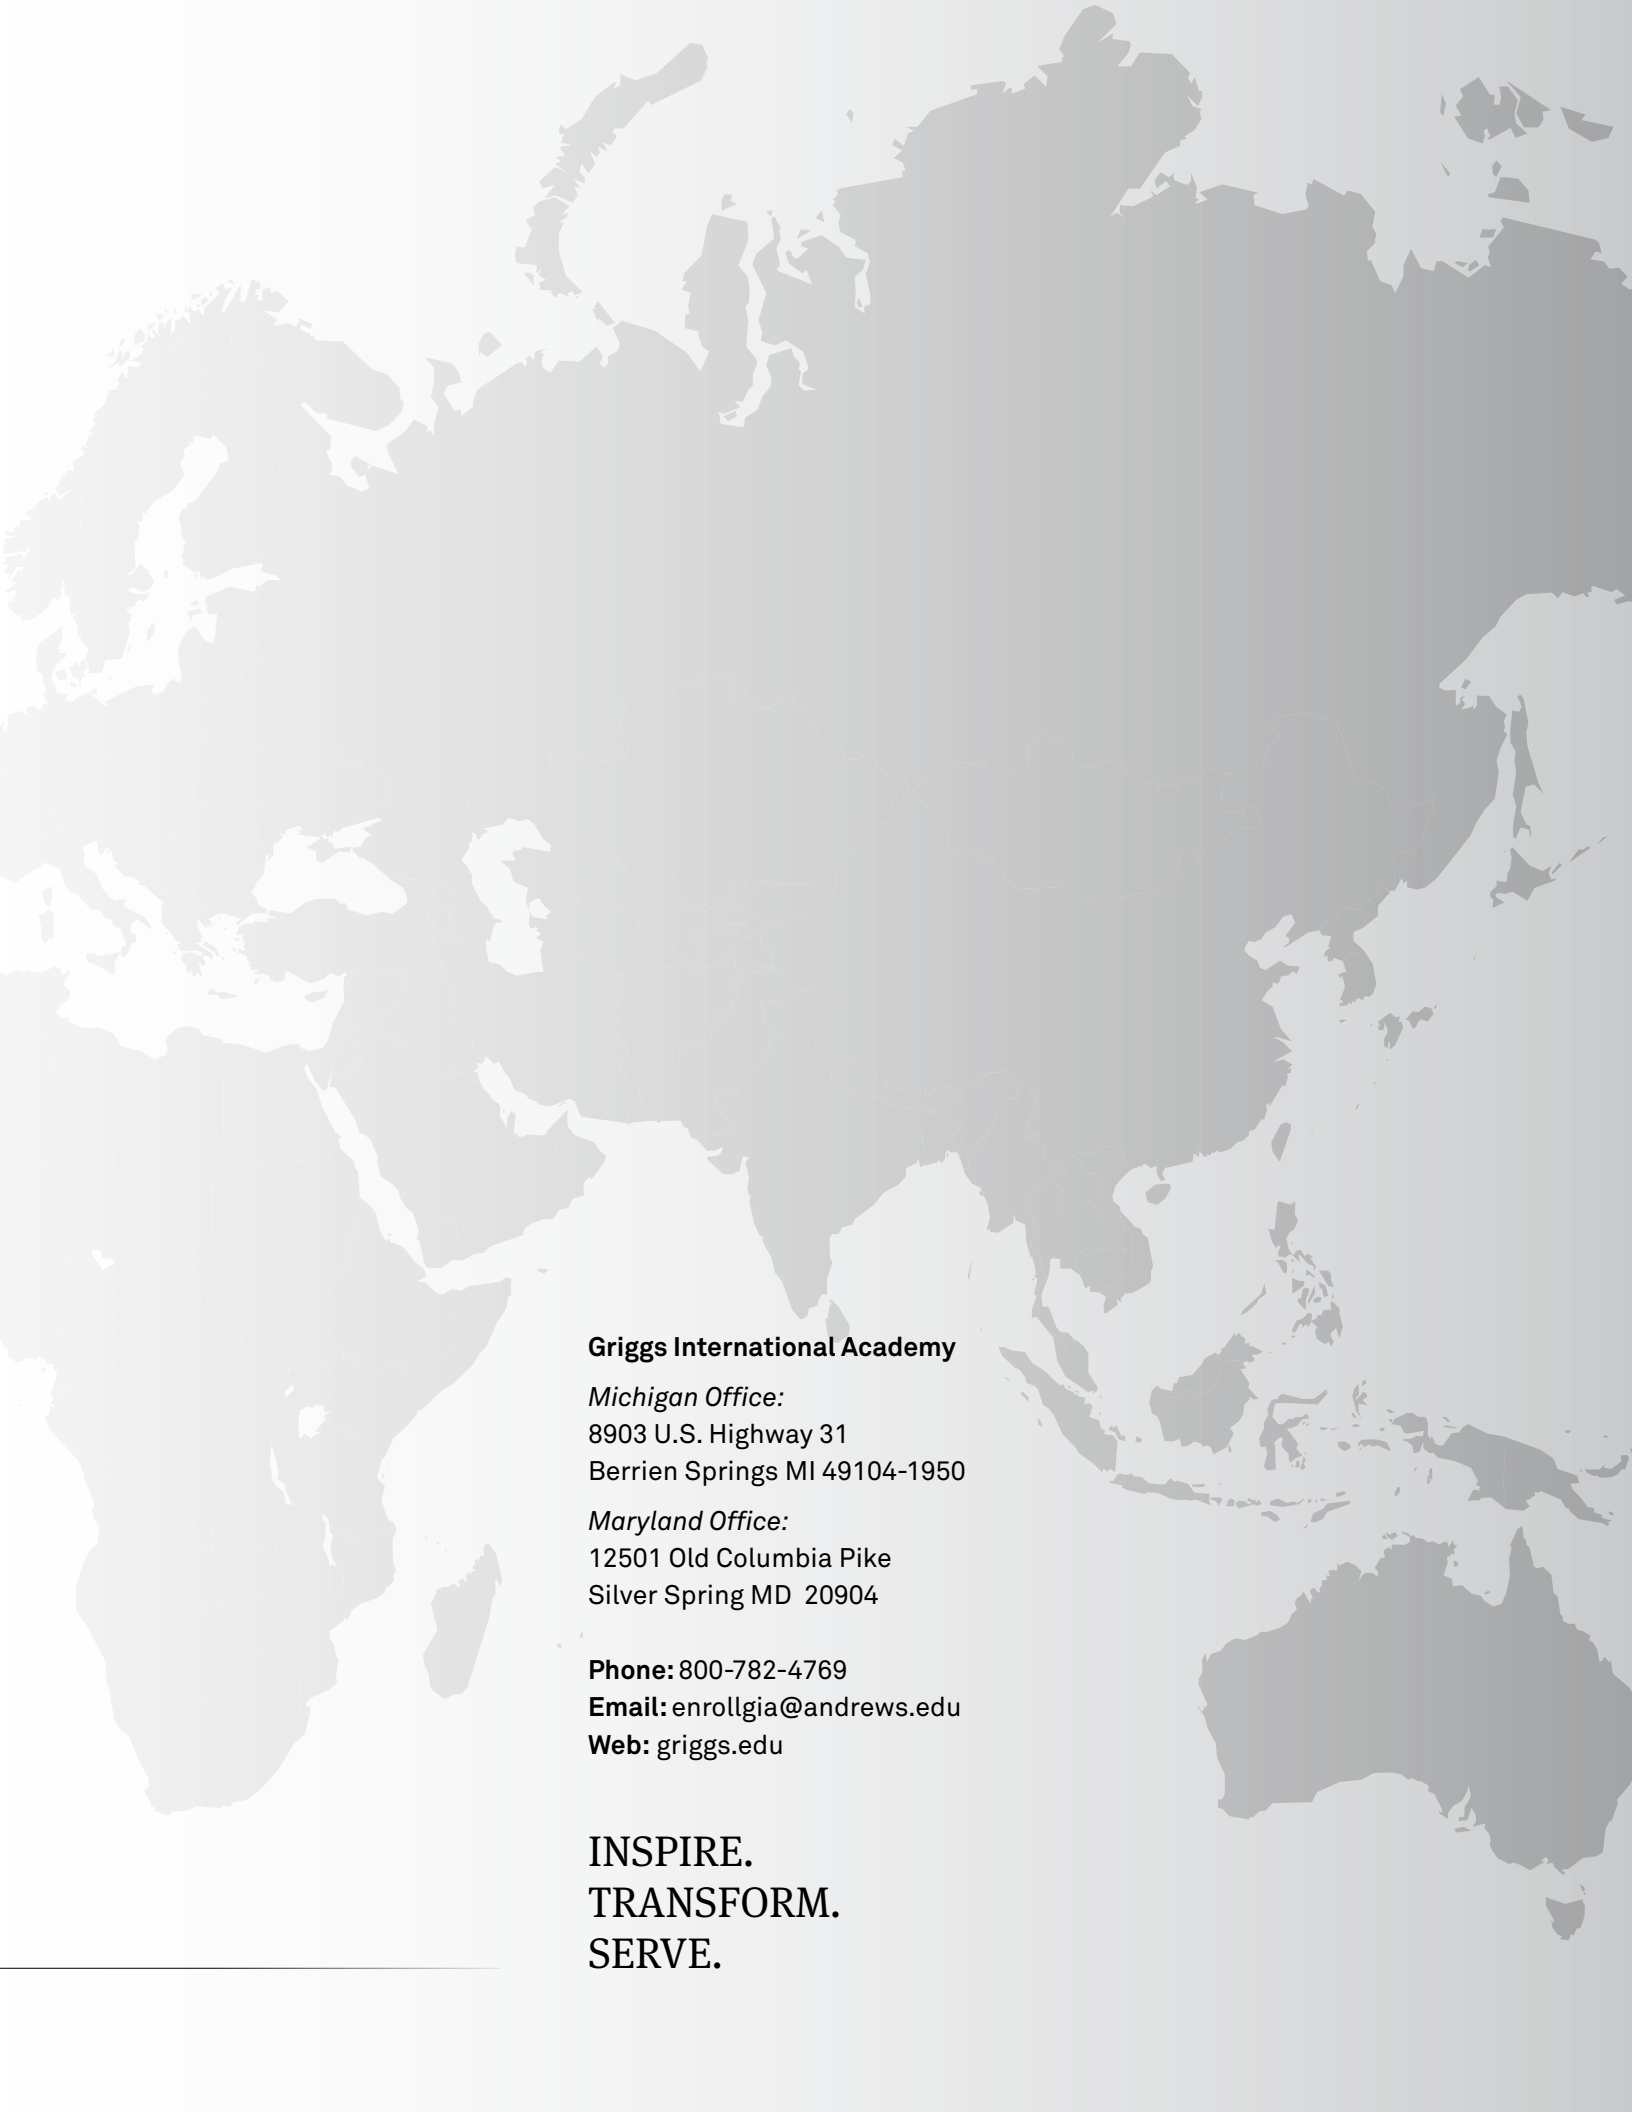 Griggs International Academy
Michigan Office:
8903 U.S. Highway 31
Berrien Springs MI 49104-1950
Maryland Office:
12501 Old Columbia Pike
Silver Spring MD  20904
Phone: 800-782-4769
Email: enrollgia@andrews.edu
Web: griggs.edu
INSPIRE.
TRANSFORM.
SERVE.